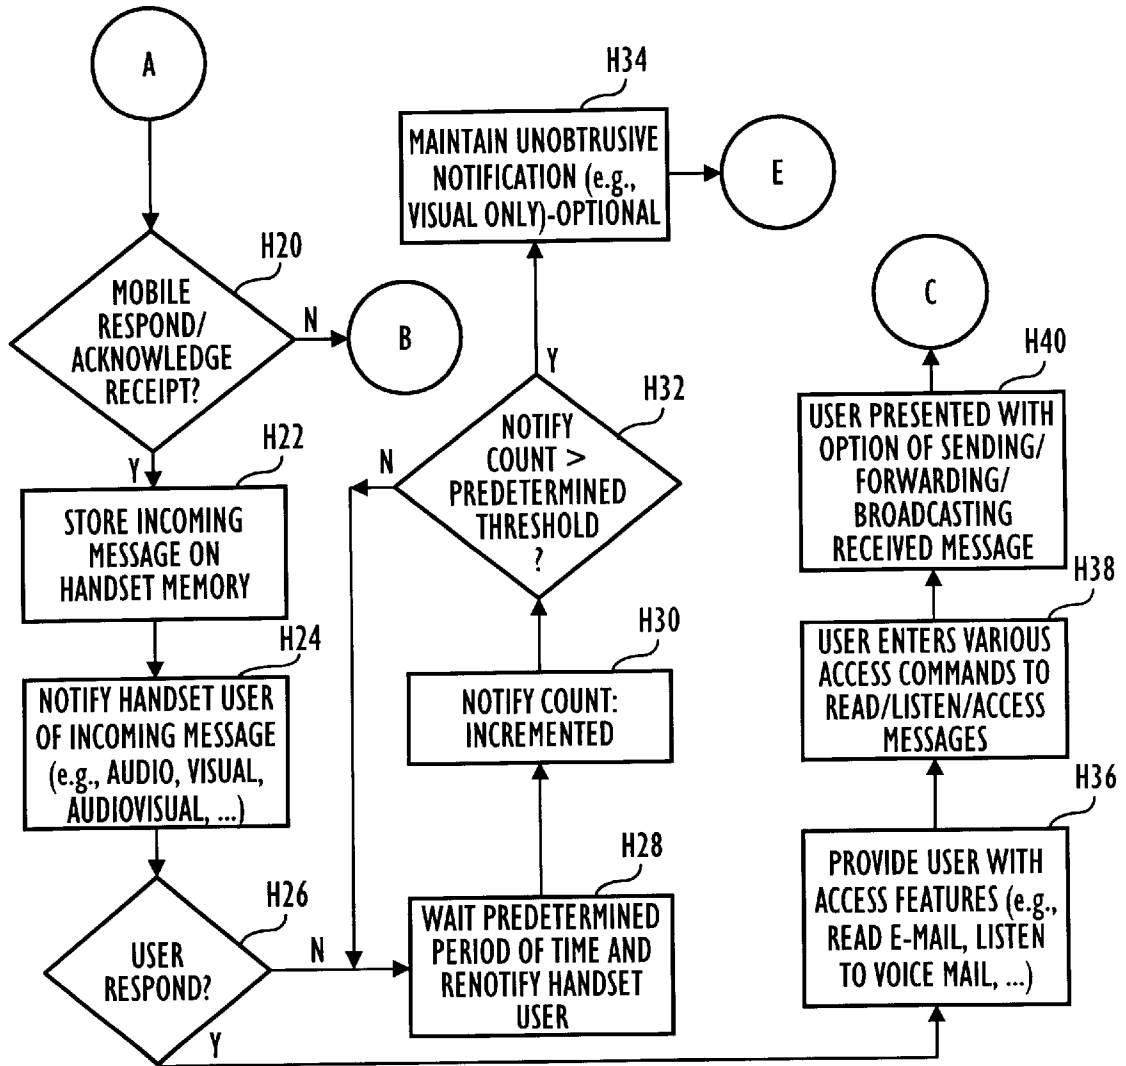 A
H20
MOBILE
RESPOND/
ACKNOWLEDGE
RECEIPT?
N
B
Y
H22
STORE INCOMING
MESSAGE ON
HANDSET MEMORY
H24
NOTIFY HANDSET USER
OF INCOMING MESSAGE
(e.g., AUDIO, VISUAL,
AUDIOVISUAL, ...)
H26
USER
RESPOND?
N
Y
H28
WAIT PREDETERMINED
PERIOD OF TIME AND
RENOTIFY HANDSET
USER
H30
NOTIFY COUNT:
INCREMENTED
H32
NOTIFY
COUNT >
PREDETERMINED
THRESHOLD
?
N
Y
H34
MAINTAIN UNOBTRUSIVE
NOTIFICATION (e.g.,
VISUAL ONLY)-OPTIONAL
E
H36
PROVIDE USER WITH
ACCESS FEATURES (e.g.,
READ E-MAIL, LISTEN
TO VOICE MAIL, ...)
H38
USER ENTERS VARIOUS
ACCESS COMMANDS TO
READ/LISTEN/ACCESS
MESSAGES
H40
USER PRESENTED WITH
OPTION OF SENDING/
FORWARDING/
BROADCASTING
RECEIVED MESSAGE
C